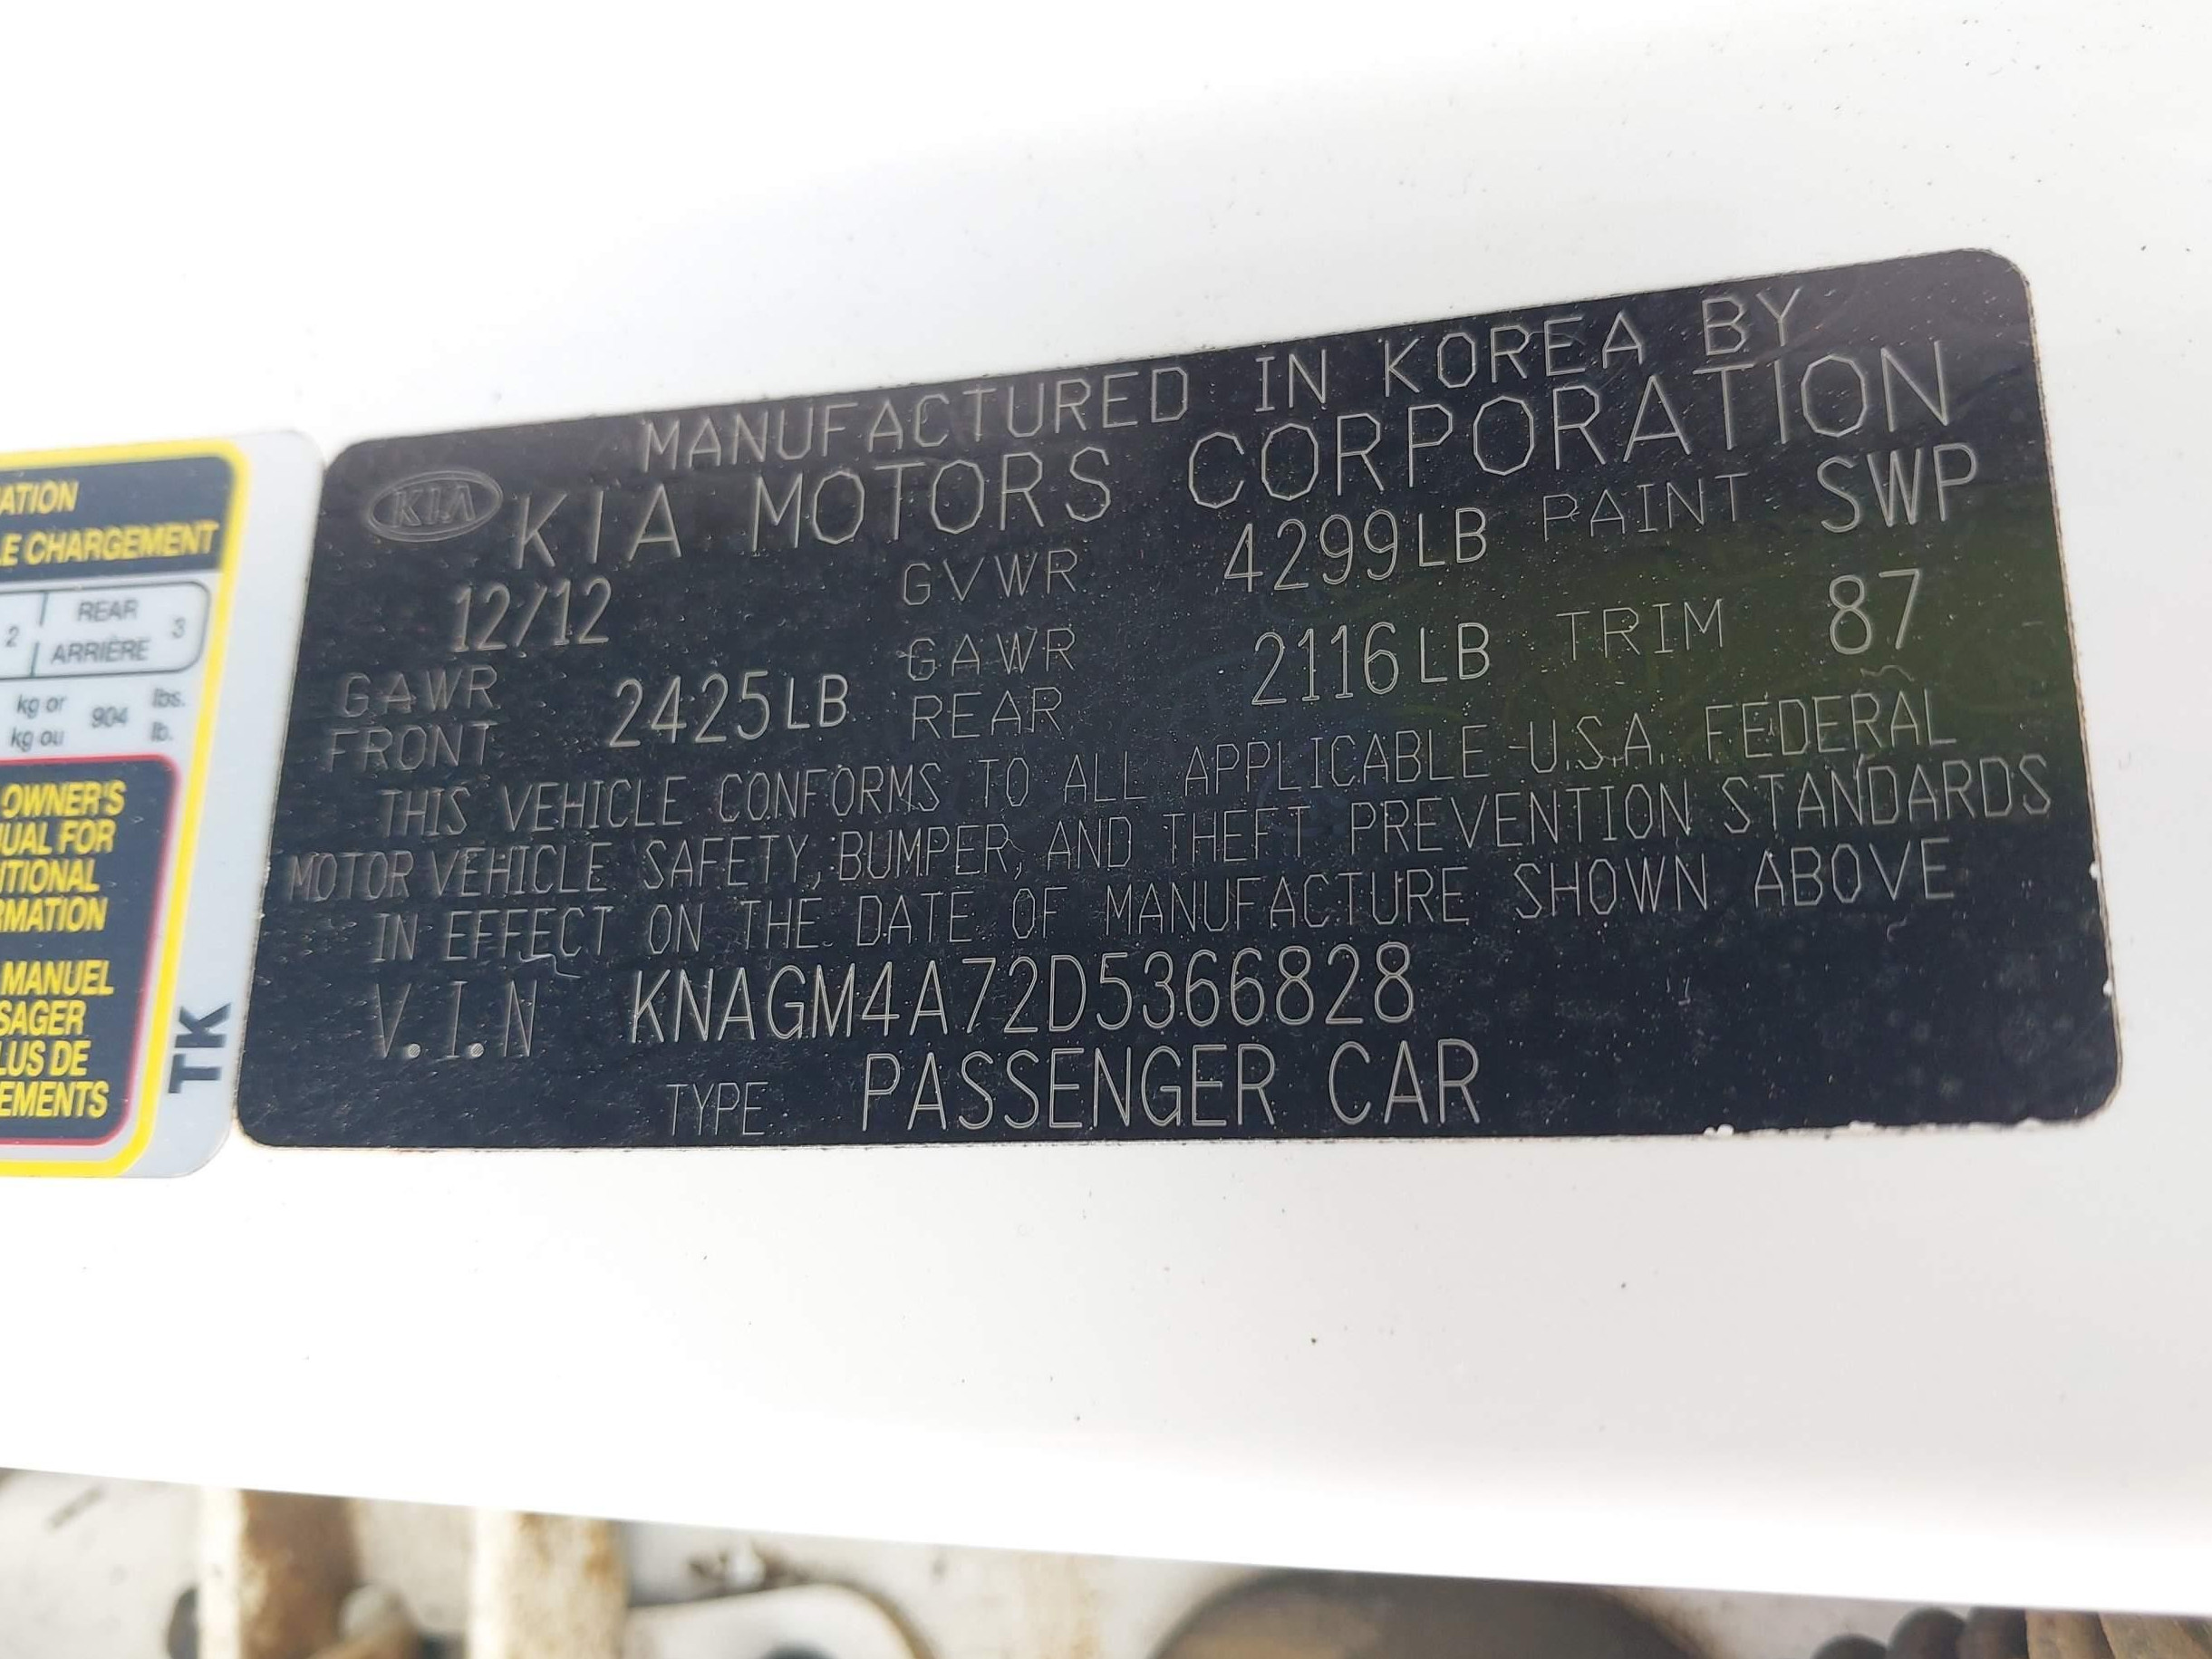 MANUFACTURED IN KOREA BY
KIA KIA MOTORS CORPORATION
12/12 GVWR 4299LB PAINT SWP
GAWR FRONT 2425LB GAWR REAR 2116LB TRIM 87
THIS VEHICLE CONFORMS TO ALL APPLICABLE U.S.A. FEDERAL
MOTOR VEHICLE SAFETY, BUMPER, AND THEFT PREVENTION STANDARDS
IN EFFECT ON THE DATE OF MANUFACTURE SHOWN ABOVE
V.I.N KNAGM4A72D5366828
TYPE PASSENGER CAR
ATION
LE CHARGEMENT
2 REAR 3
ARRIÈRE
kg or 904 lbs.
kg ou lb.
OWNER'S
UAL FOR
ITIONAL
RMATION
MANUEL
SAGER
LUS DE
EMENTS
TK